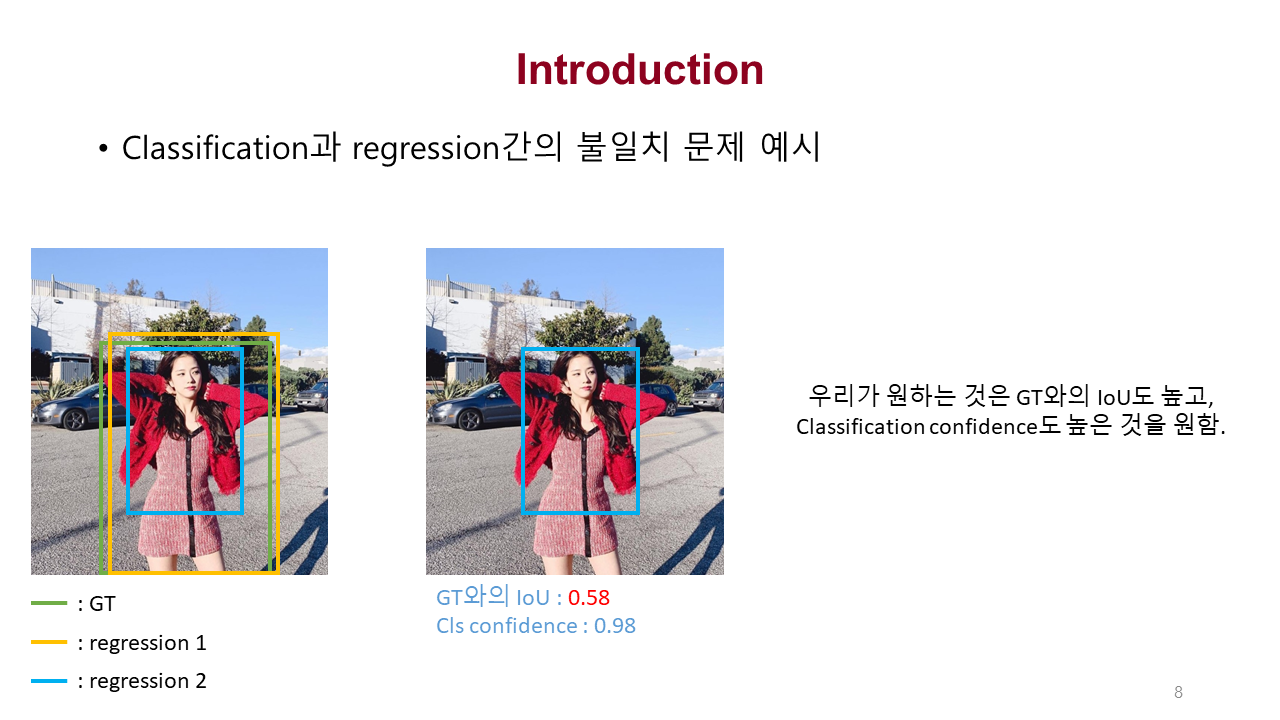 Introduction
• Classification과 regression간의 불일치 문제 예시
우리가 원하는 것은 GT와의 IoU도 높고,
Classification confidence도 높은 것을 원함.
GT와의 IoU : 0.58
Cls confidence : 0.98
: GT
: regression 1
: regression 2
8